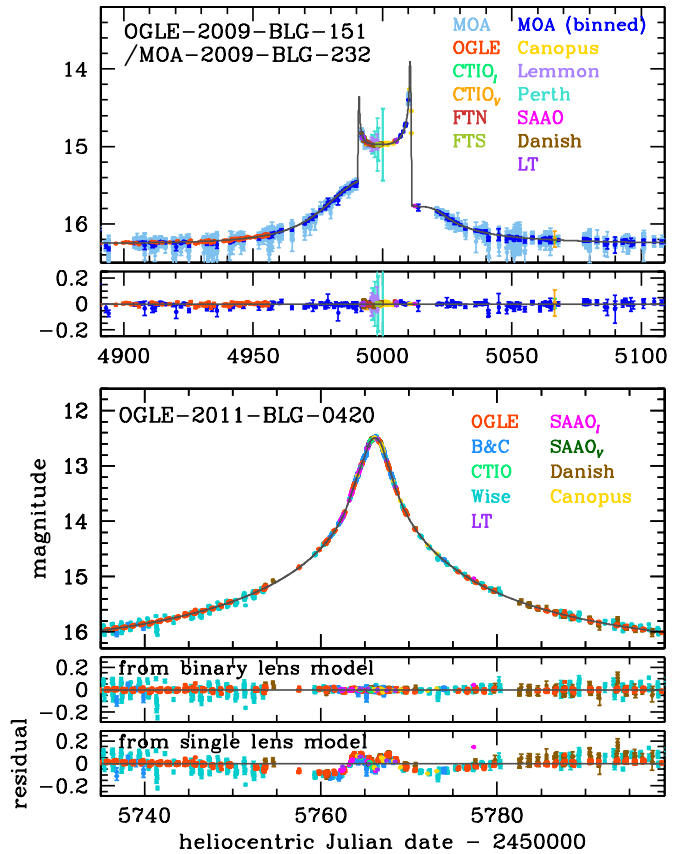 OGLE-2009-BLG-151
/MOA-2009-BLG-232
MOA MOA (binned)
OGLE Canopus
CTIO_I Lemmon
CTIO_V Perth
FTN SAAO
FTS Danish
LT
14
15
16
0.2
0
-0.2
4900 4950 5000 5050 5100
OGLE-2011-BLG-0420
OGLE SAAO_I
B&C SAAO_V
CTIO Danish
Wise Canopus
LT
magnitude
12
13
14
15
16
from binary lens model
0.2
0
-0.2
from single lens model
0.2
0
-0.2
residual
5740 5760 5780
heliocentric Julian date - 2450000